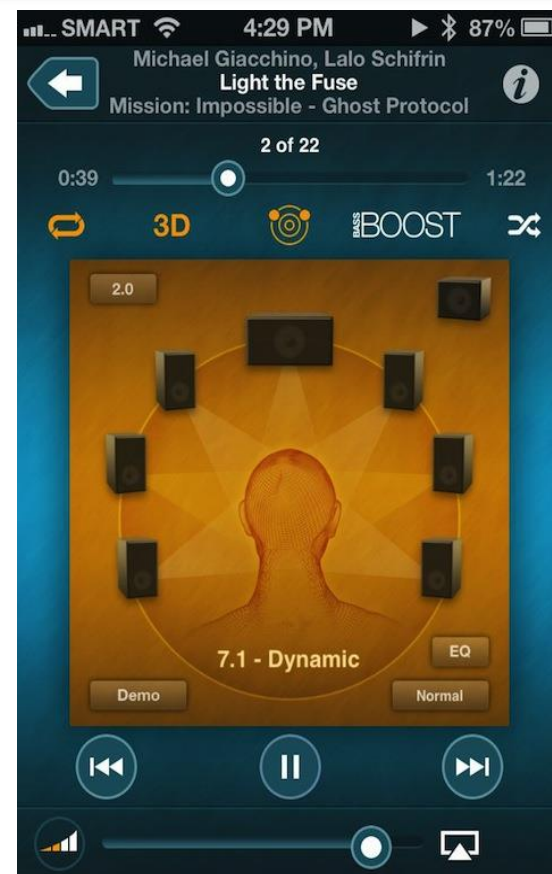 SMART 4:29 PM 87%
Michael Giacchino, Lalo Schifrin
Light the Fuse
Mission: Impossible - Ghost Protocol
i
2 of 22
0:39 1:22
3D BASS BOOST
2.0
7.1 - Dynamic
EQ
Demo Normal